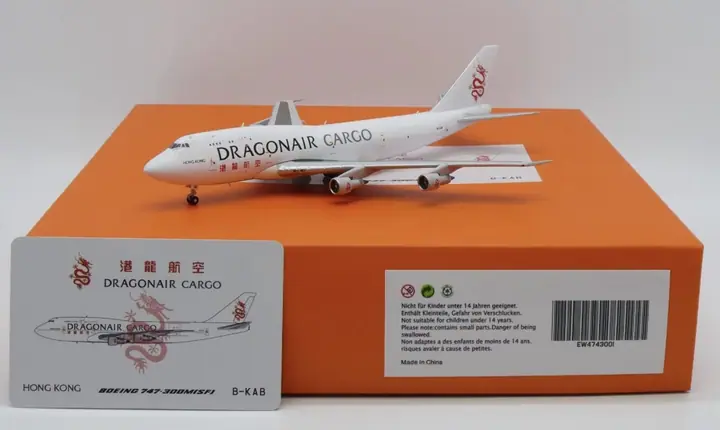 HONG KONG
DRAGONAIR CARGO
港龍航空
B-KAB
港龍航空
DRAGONAIR CARGO
DRAGONAIR CARGO
HONG KONG
BOEING 747-300M(SF)
B-KAB
Nicht für Kinder unter 14 Jahren geeignet.
Enthält Kleinteile, Gefahr von Verschlucken.
Not suitable for children under 14 years.
Please note:contains small parts.Danger of being
swallowed.
Non adaptes a des enfants de moins de 14 ans.
risques avaler à cause de petites.
Made in China
EW4743001